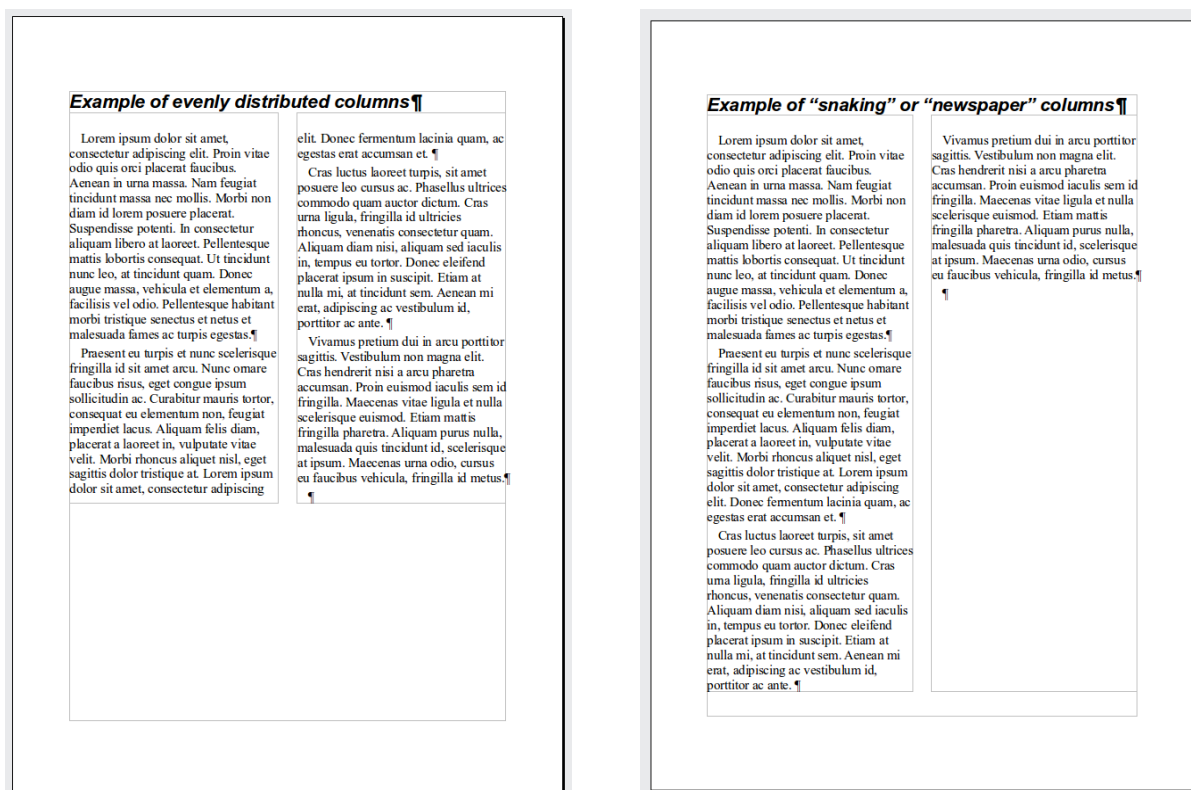 Example of evenly distributed columns¶
Lorem ipsum dolor sit amet,
consectetur adipiscing elit. Proin vitae
odio quis orci placerat faucibus.
Aenean in urna massa. Nam feugiat
tincidunt massa nec mollis. Morbi non
diam id lorem posuere placerat.
Suspendisse potenti. In consectetur
aliquam libero at laoreet. Pellentesque
mattis lobortis consequat. Ut tincidunt
nunc leo, at tincidunt quam. Donec
augue massa, vehicula et elementum a,
facilisis vel odio. Pellentesque habitant
morbi tristique senectus et netus et
malesuada fames ac turpis egestas.¶
Praesent eu turpis et nunc scelerisque
fringilla id sit amet arcu. Nunc ornare
faucibus risus, eget congue ipsum
sollicitudin ac. Curabitur mauris tortor,
consequat eu elementum non, feugiat
imperdiet lacus. Aliquam felis diam,
placerat a laoreet in, vulputate vitae
velit. Morbi rhoncus aliquet nisl, eget
sagittis dolor tristique at. Lorem ipsum
dolor sit amet, consectetur adipiscing
elit. Donec fermentum lacinia quam, ac
egestas erat accumsan et. ¶
Cras luctus laoreet turpis, sit amet
posuere leo cursus ac. Phasellus ultrices
commodo quam auctor dictum. Cras
urna ligula, fringilla id ultricies
rhoncus, venenatis consectetur quam.
Aliquam diam nisi, aliquam sed iaculis
in, tempus eu tortor. Donec eleifend
placerat ipsum in suscipit. Etiam at
nulla mi, at tincidunt sem. Aenean mi
erat, adipiscing ac vestibulum id,
porttitor ac ante. ¶
Vivamus pretium dui in arcu porttitor
sagittis. Vestibulum non magna elit.
Cras hendrerit nisi a arcu pharetra
accumsan. Proin euismod iaculis sem id
fringilla. Maecenas vitae ligula et nulla
scelerisque euismod. Etiam mattis
fringilla pharetra. Aliquam purus nulla,
malesuada quis tincidunt id, scelerisque
at ipsum. Maecenas urna odio, cursus
eu faucibus vehicula, fringilla id metus.¶
¶
Example of “snaking” or “newspaper” columns¶
Lorem ipsum dolor sit amet,
consectetur adipiscing elit. Proin vitae
odio quis orci placerat faucibus.
Aenean in urna massa. Nam feugiat
tincidunt massa nec mollis. Morbi non
diam id lorem posuere placerat.
Suspendisse potenti. In consectetur
aliquam libero at laoreet. Pellentesque
mattis lobortis consequat. Ut tincidunt
nunc leo, at tincidunt quam. Donec
augue massa, vehicula et elementum a,
facilisis vel odio. Pellentesque habitant
morbi tristique senectus et netus et
malesuada fames ac turpis egestas.¶
Praesent eu turpis et nunc scelerisque
fringilla id sit amet arcu. Nunc ornare
faucibus risus, eget congue ipsum
sollicitudin ac. Curabitur mauris tortor,
consequat eu elementum non, feugiat
imperdiet lacus. Aliquam felis diam,
placerat a laoreet in, vulputate vitae
velit. Morbi rhoncus aliquet nisl, eget
sagittis dolor tristique at. Lorem ipsum
dolor sit amet, consectetur adipiscing
elit. Donec fermentum lacinia quam, ac
egestas erat accumsan et. ¶
Cras luctus laoreet turpis, sit amet
posuere leo cursus ac. Phasellus ultrices
commodo quam auctor dictum. Cras
urna ligula, fringilla id ultricies
rhoncus, venenatis consectetur quam.
Aliquam diam nisi, aliquam sed iaculis
in, tempus eu tortor. Donec eleifend
placerat ipsum in suscipit. Etiam at
nulla mi, at tincidunt sem. Aenean mi
erat, adipiscing ac vestibulum id,
porttitor ac ante. ¶
Vivamus pretium dui in arcu porttitor
sagittis. Vestibulum non magna elit.
Cras hendrerit nisi a arcu pharetra
accumsan. Proin euismod iaculis sem id
fringilla. Maecenas vitae ligula et nulla
scelerisque euismod. Etiam mattis
fringilla pharetra. Aliquam purus nulla,
malesuada quis tincidunt id, scelerisque
at ipsum. Maecenas urna odio, cursus
eu faucibus vehicula, fringilla id metus.¶
¶